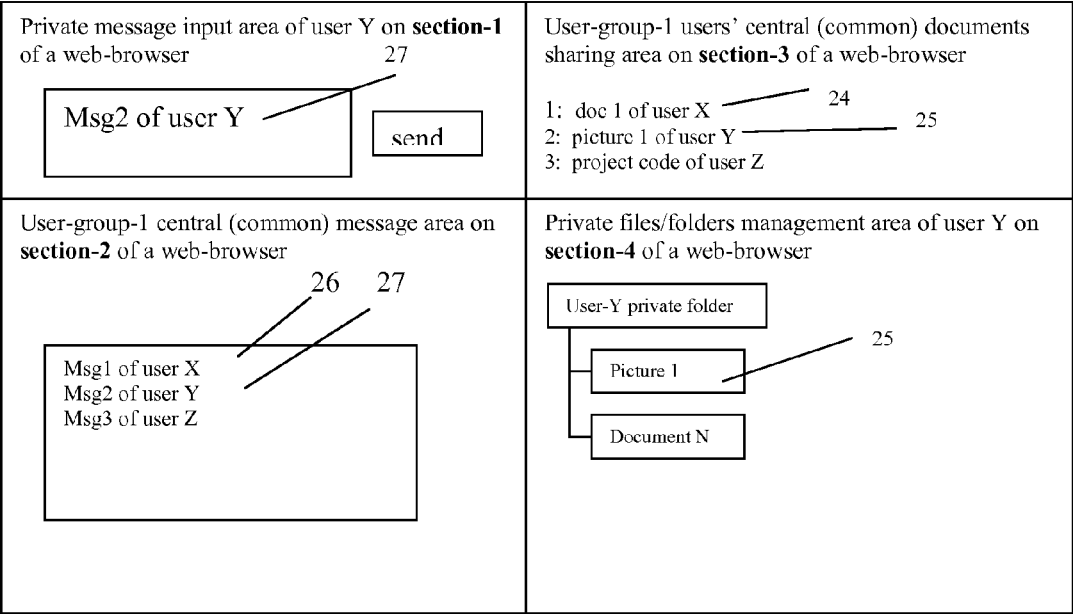 Private message input area of user Y on section-1
of a web-browser
27
Msg2 of user Y
send
User-group-1 users' central (common) documents
sharing area on section-3 of a web-browser
24
1: doc 1 of user X
25
2: picture 1 of user Y
3: project code of user Z
User-group-1 central (common) message area on
section-2 of a web-browser
26 27
Msg1 of user X
Msg2 of user Y
Msg3 of user Z
Private files/folders management area of user Y on
section-4 of a web-browser
User-Y private folder
25
Picture 1
Document N